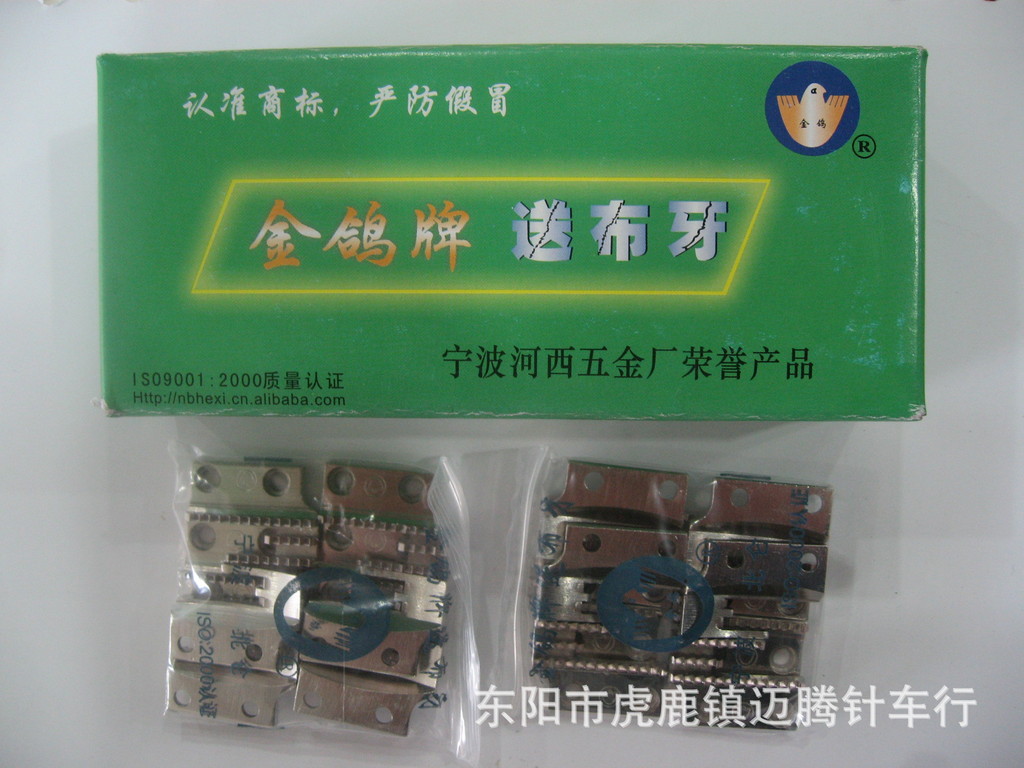 认准商标,严防假冒
金鸽
®
金鸽牌 送布牙
宁波河西五金厂荣誉产品
ISO9001:2000质量认证
Http://nbhexi.cn.alibaba.com
东阳市虎鹿镇迈腾针车行